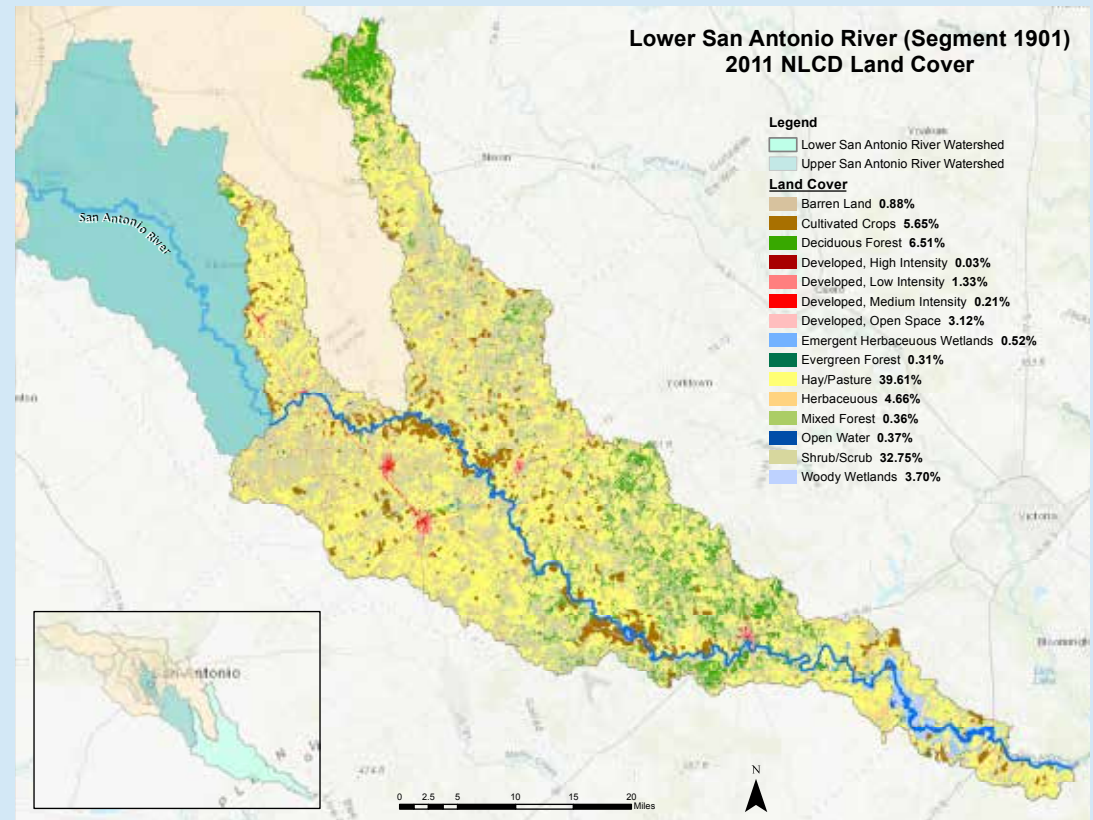 Lower San Antonio River (Segment 1901)
2011 NLCD Land Cover
Legend
Lower San Antonio River Watershed
Upper San Antonio River Watershed
Land Cover
Barren Land 0.88%
Cultivated Crops 5.65%
Deciduous Forest 6.51%
Developed, High Intensity 0.03%
Developed, Low Intensity 1.33%
Developed, Medium Intensity 0.21%
Developed, Open Space 3.12%
Emergent Herbaceuous Wetlands 0.52%
Evergreen Forest 0.31%
Hay/Pasture 39.61%
Herbaceuous 4.66%
Mixed Forest 0.36%
Open Water 0.37%
Shrub/Scrub 32.75%
Woody Wetlands 3.70%
San Antonio River
Nixon
Yoakum
Yorktown
Victoria
N
0 2.5 5 10 15 20
Miles